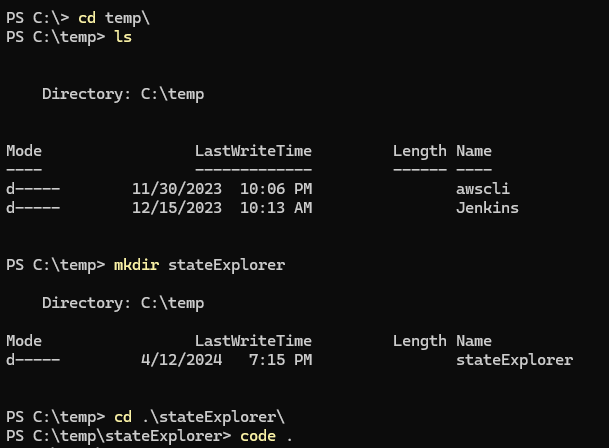 PS C:\> cd temp\
PS C:\temp> ls
Directory: C:\temp
Mode LastWriteTime Length Name
---- ------------- ------ ----
d----- 11/30/2023 10:06 PM awscli
d----- 12/15/2023 10:13 AM Jenkins
PS C:\temp> mkdir stateExplorer
Directory: C:\temp
Mode LastWriteTime Length Name
d----- 4/12/2024 7:15 PM stateExplorer
PS C:\temp> cd .\stateExplorer\
PS C:\temp\stateExplorer> code .